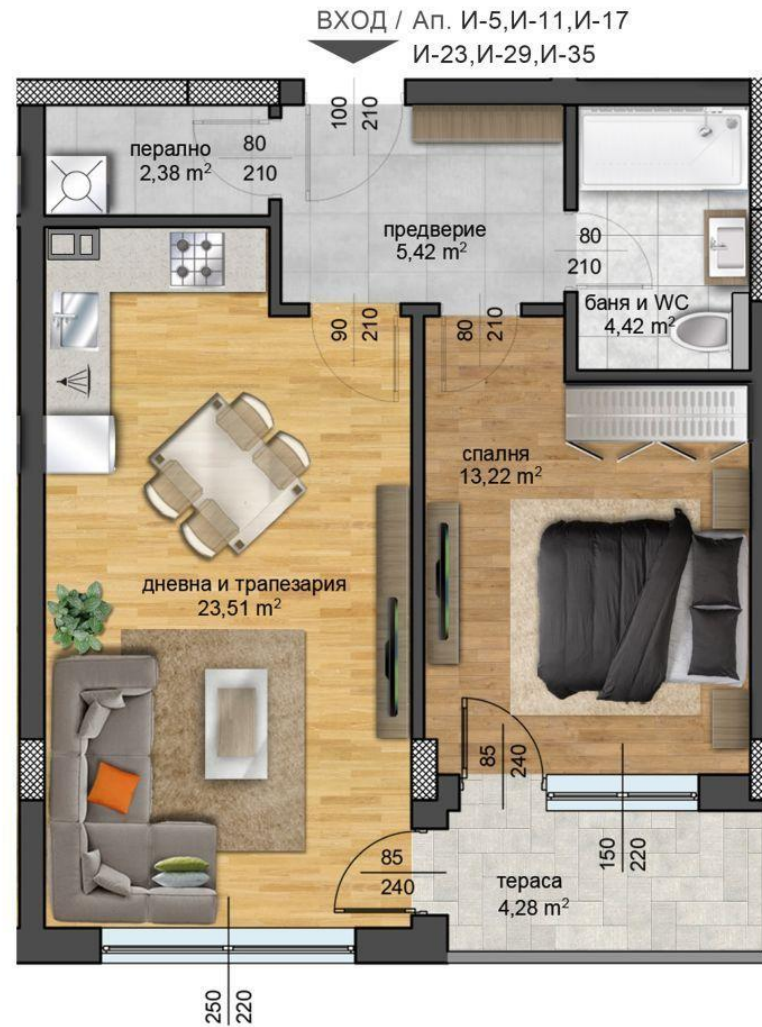 ВХОД / Ап. И-5,И-11,И-17
И-23,И-29,И-35
100
210
перално
2,38 m²
80
210
предверие
5,42 m²
80
210
баня и WC
4,42 m²
90
210
80
210
спалня
13,22 m²
дневна и трапезария
23,51 m²
85
240
85
240
150
220
тераса
4,28 m²
250
220